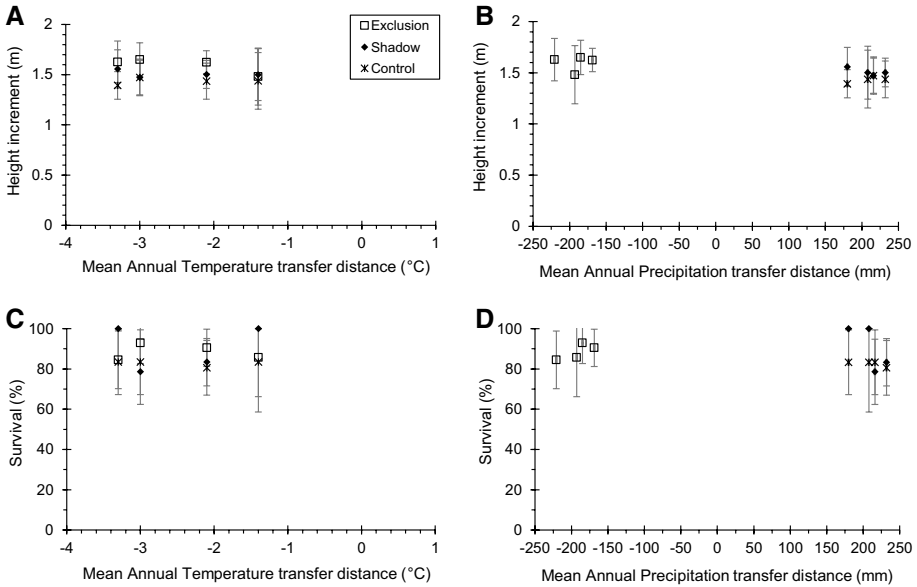 A
B
2
1.5
1
0.5
0
Height increment (m)
-4 -3 -2 -1 0 1
Mean Annual Temperature transfer distance (°C)
Exclusion
Shadow
Control
2
1.5
1
0.5
0
Height increment (m)
-250 -200 -150 -100 -50 0 50 100 150 200 250
Mean Annual Precipitation transfer distance (mm)
C
D
100
80
60
40
20
0
Survival (%)
-4 -3 -2 -1 0 1
Mean Annual Temperature transfer distance (°C)
100
80
60
40
20
0
Survival (%)
-250 -200 -150 -100 -50 0 50 100 150 200 250
Mean Annual Precipitation transfer distance (mm)